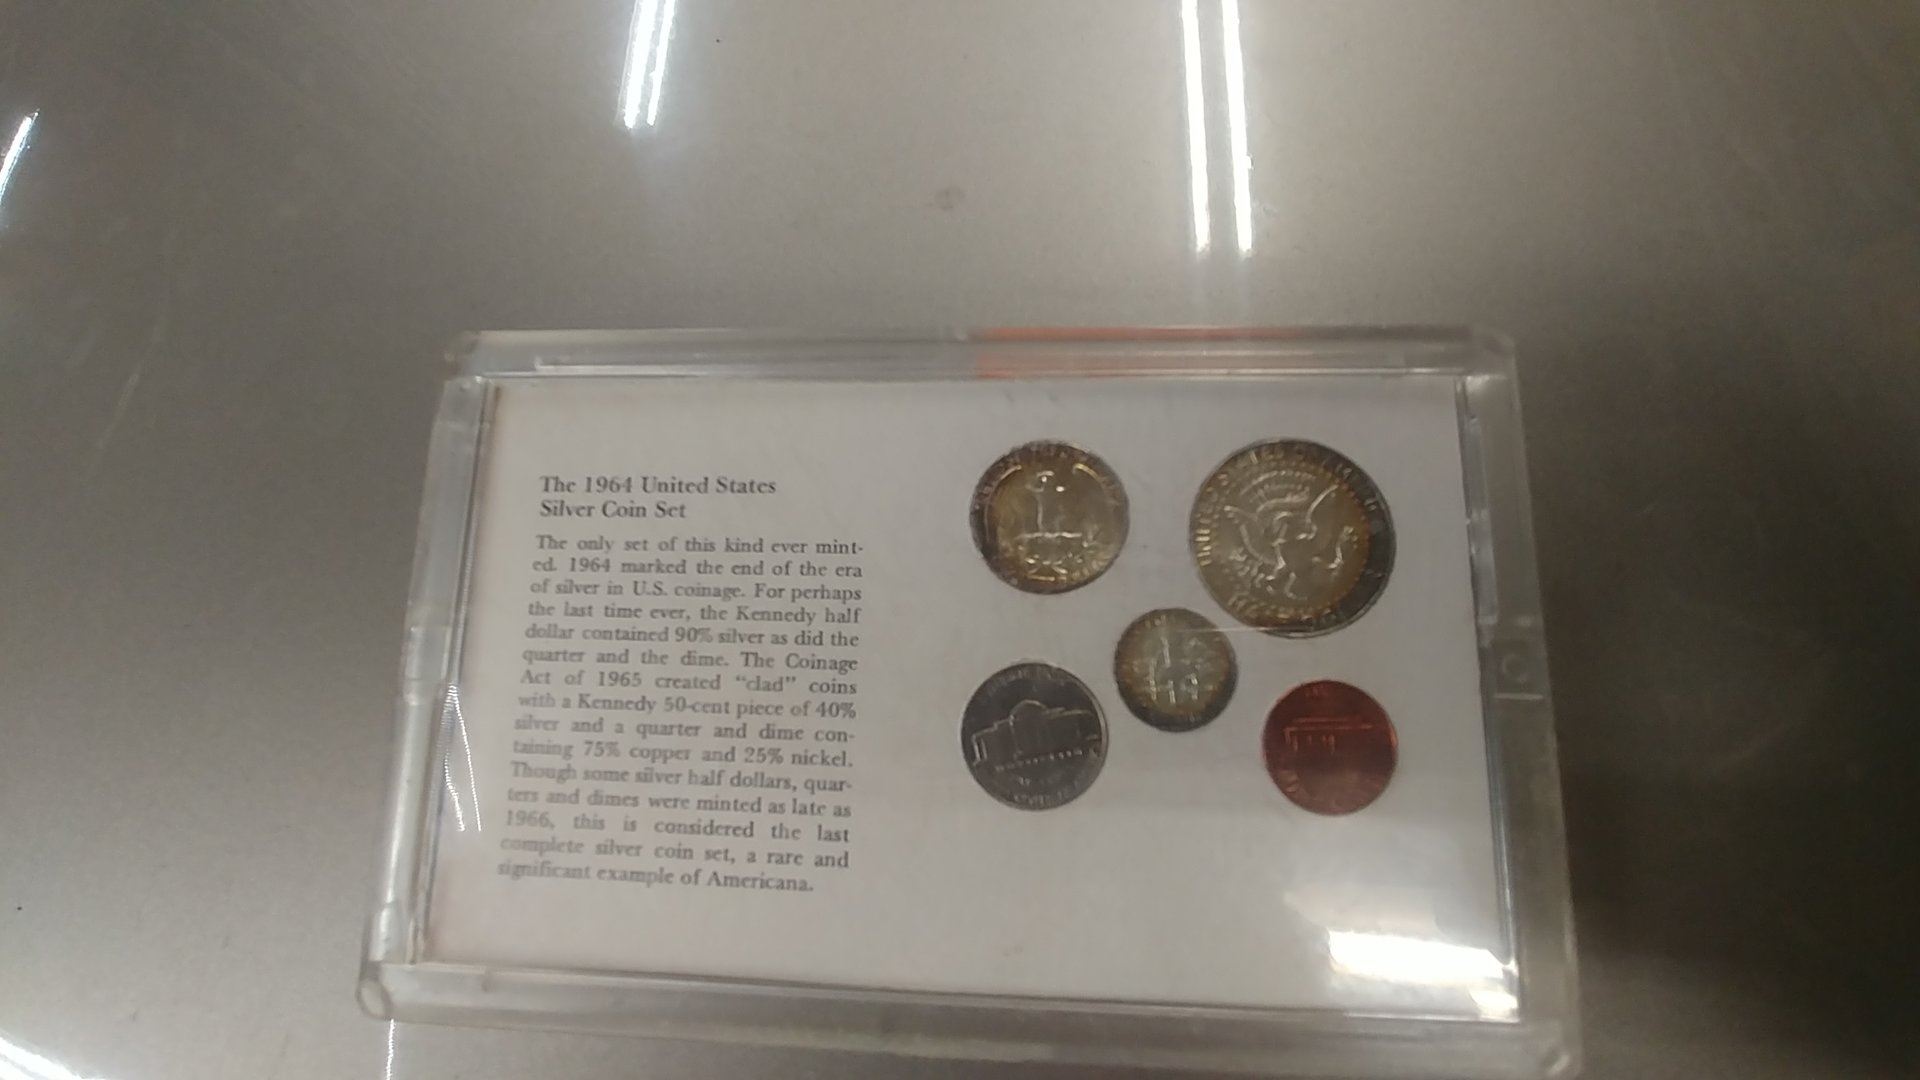 The 1964 United States
Silver Coin Set
The only set of this kind ever mint-
ed. 1964 marked the end of the era
of silver in U.S. coinage. For perhaps
the last time ever, the Kennedy half
dollar contained 90% silver as did the
quarter and the dime. The Coinage
Act of 1965 created "clad" coins
with a Kennedy 50-cent piece of 40%
silver and a quarter and dime con-
taining 75% copper and 25% nickel.
Though some silver half dollars, quar-
ters and dimes were minted as late as
1966, this is considered the last
complete silver coin set, a rare and
significant example of Americana.
UNITED STATES